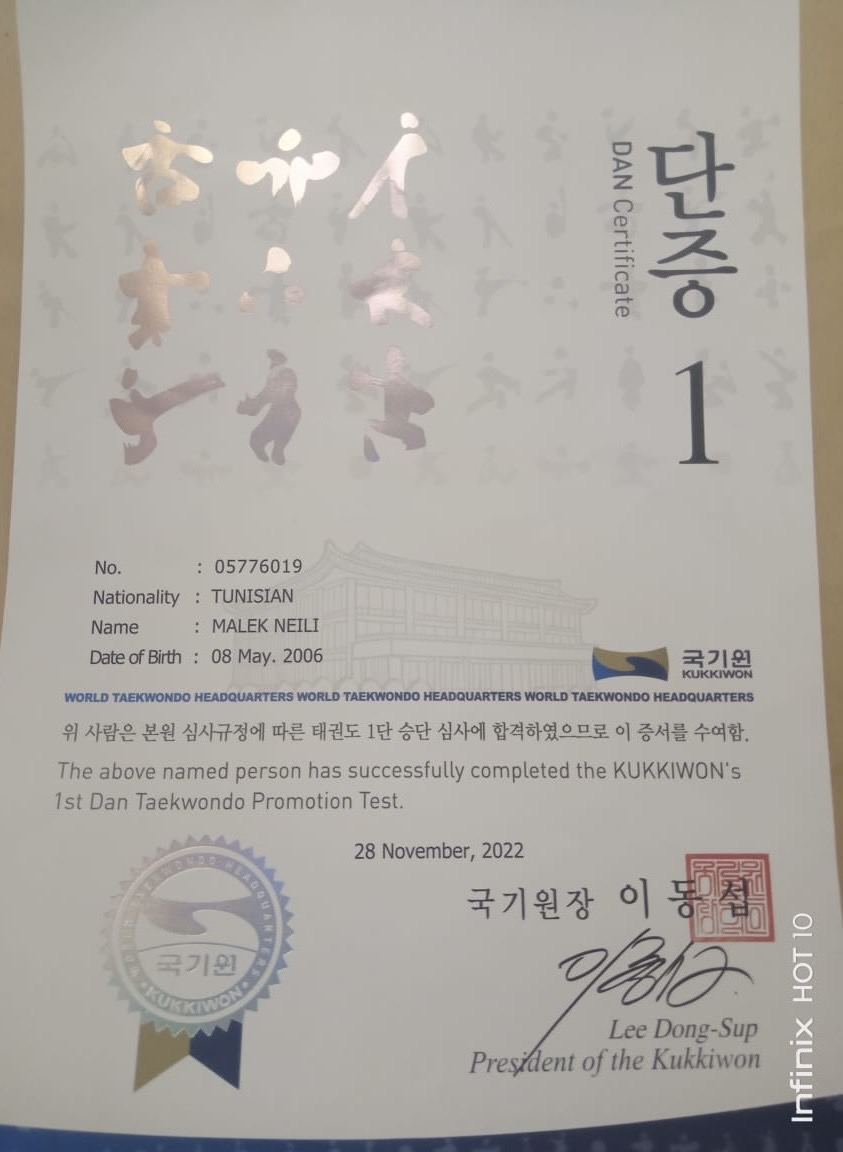 단증
DAN Certificate
1
No. : 05776019
Nationality : TUNISIAN
Name : MALEK NEILI
Date of Birth : 08 May. 2006
국기원
KUKKIWON
WORLD TAEKWONDO HEADQUARTERS WORLD TAEKWONDO HEADQUARTERS WORLD TAEKWONDO HEADQUARTERS
위 사람은 본원 심사규정에 따른 태권도 1단 승단 심사에 합격하였으므로 이 증서를 수여함.
The above named person has successfully completed the KUKKIWON's
1st Dan Taekwondo Promotion Test.
28 November, 2022
국기원장 이동섭
WORLD TAEKWONDO HEADQUARTERS
국기원
KUKKIWON
Lee Dong-Sup
President of the Kukkiwon
Infinix HOT 10